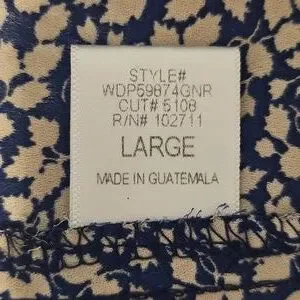 STYLE#
WDP59874GNR
CUT# 5108
R/N# 102711
LARGE
MADE IN GUATEMALA